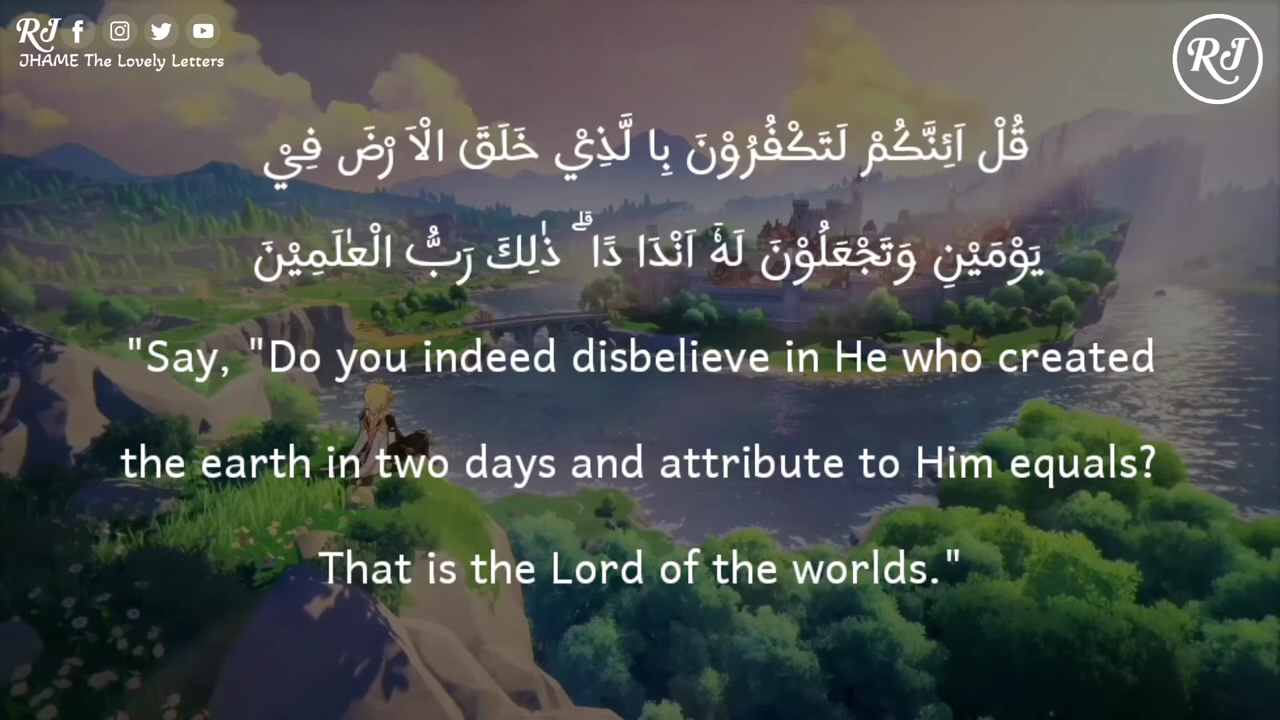 RJ
JHAME The Lovely Letters
RJ
قُلْ اَئِنَّكُمْ لَتَكْفُرُوْنَ بِا لَّذِيْ خَلَقَ الْاَ رْضَ فِيْ
يَوْمَيْنِ وَتَجْعَلُوْنَ لَهٗۤ اَنْدَا دًا ۗ ذٰلِكَ رَبُّ الْعٰلَمِيْنَ
"Say, "Do you indeed disbelieve in He who created
the earth in two days and attribute to Him equals?
That is the Lord of the worlds."